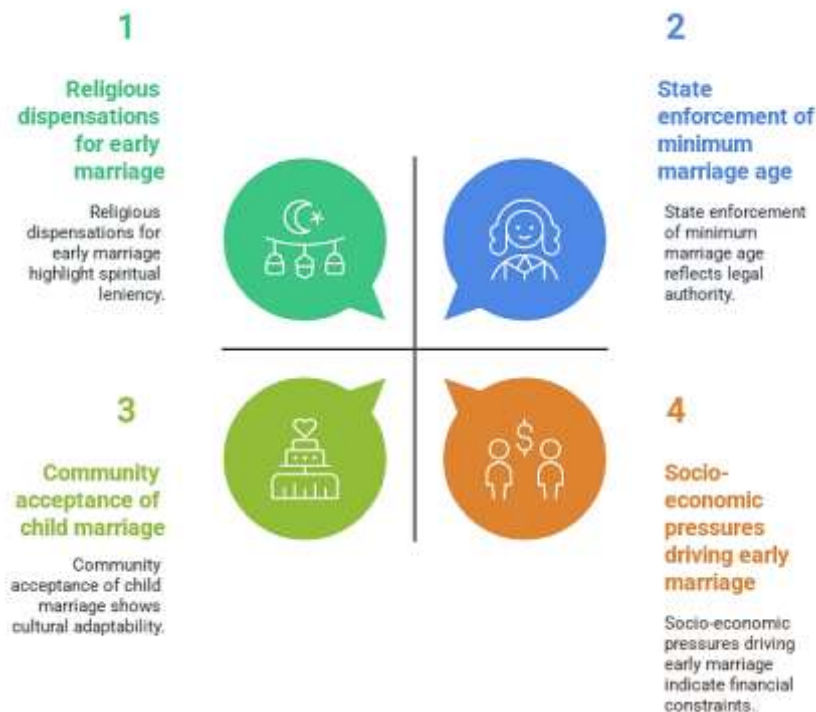 1
Religious
dispensations
for early
marriage
Religious
dispensations for
early marriage
highlight spiritual
leniency.
2
State
enforcement of
minimum
marriage age
State enforcement
of minimum
marriage age
reflects legal
authority.
3
Community
acceptance of
child marriage
Community
acceptance of child
marriage shows
cultural adaptability.
$
4
Socio-
economic
pressures
driving early
marriage
Socio-economic
pressures driving
early marriage
indicate financial
constraints.